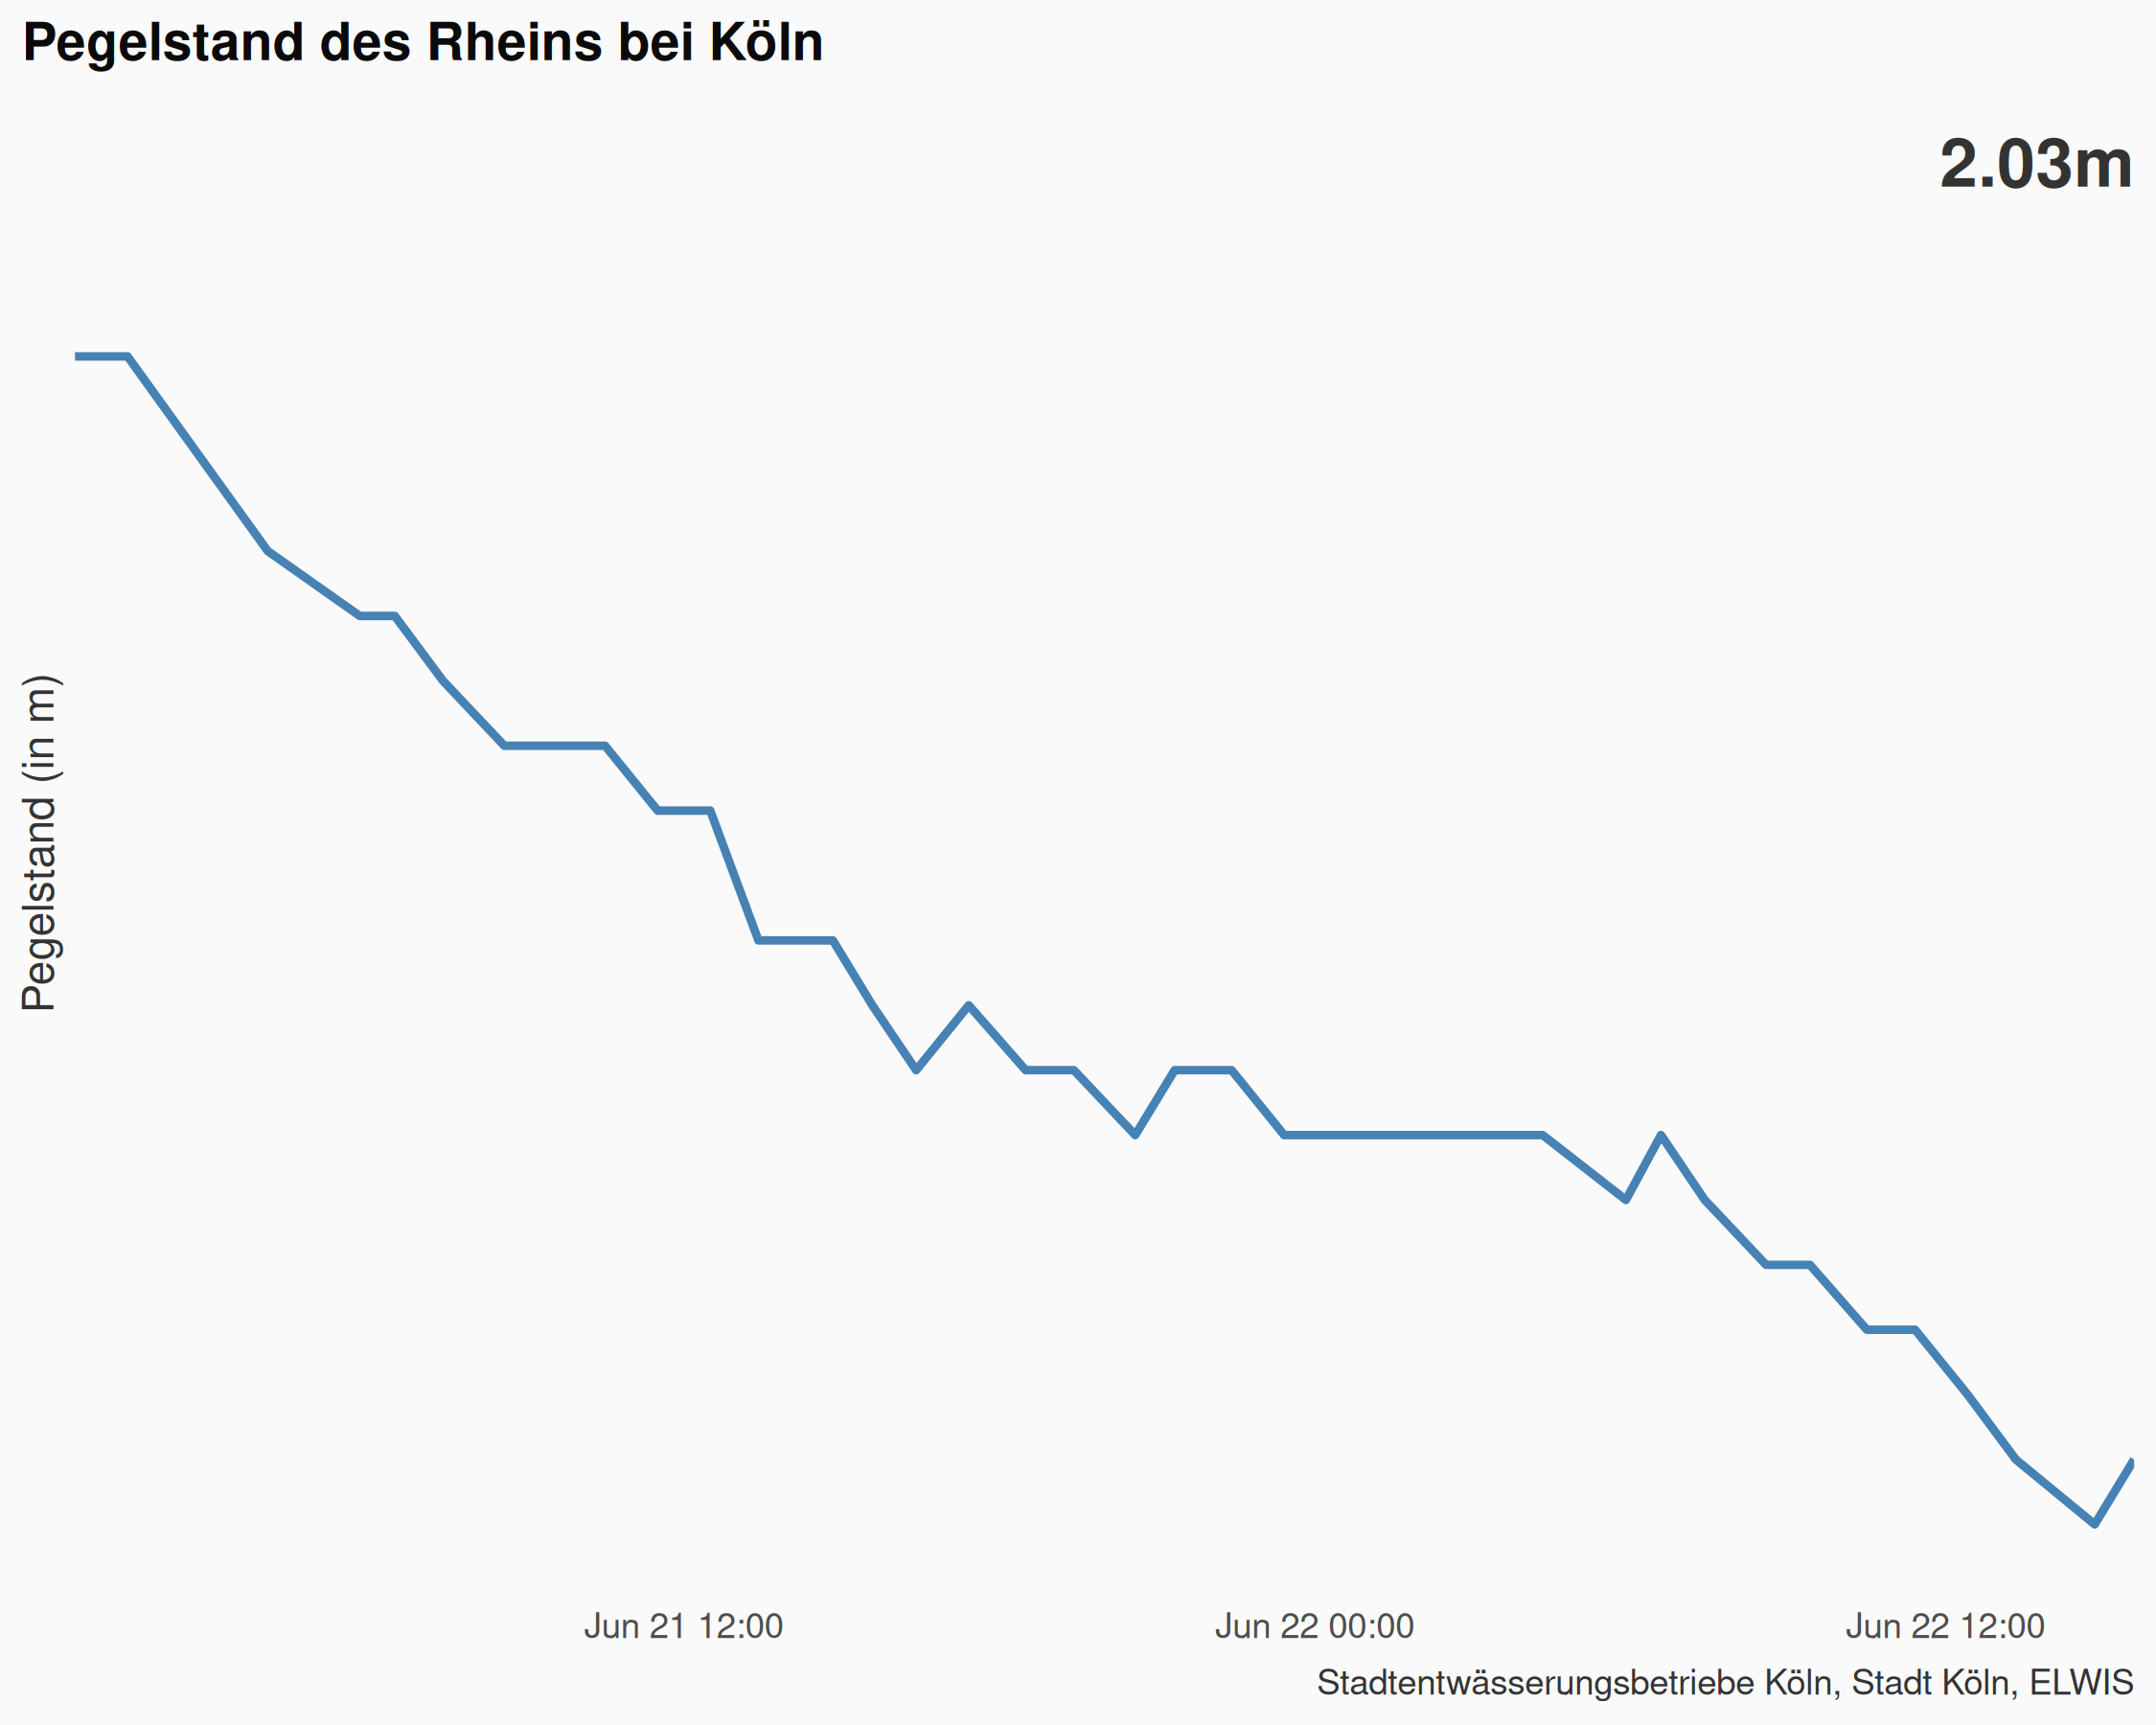 Pegelstand des Rheins bei Köln
2.03m
Pegelstand (in m)
Jun 21 12:00
Jun 22 00:00
Jun 22 12:00
Stadtentwässerungsbetriebe Köln, Stadt Köln, ELWIS